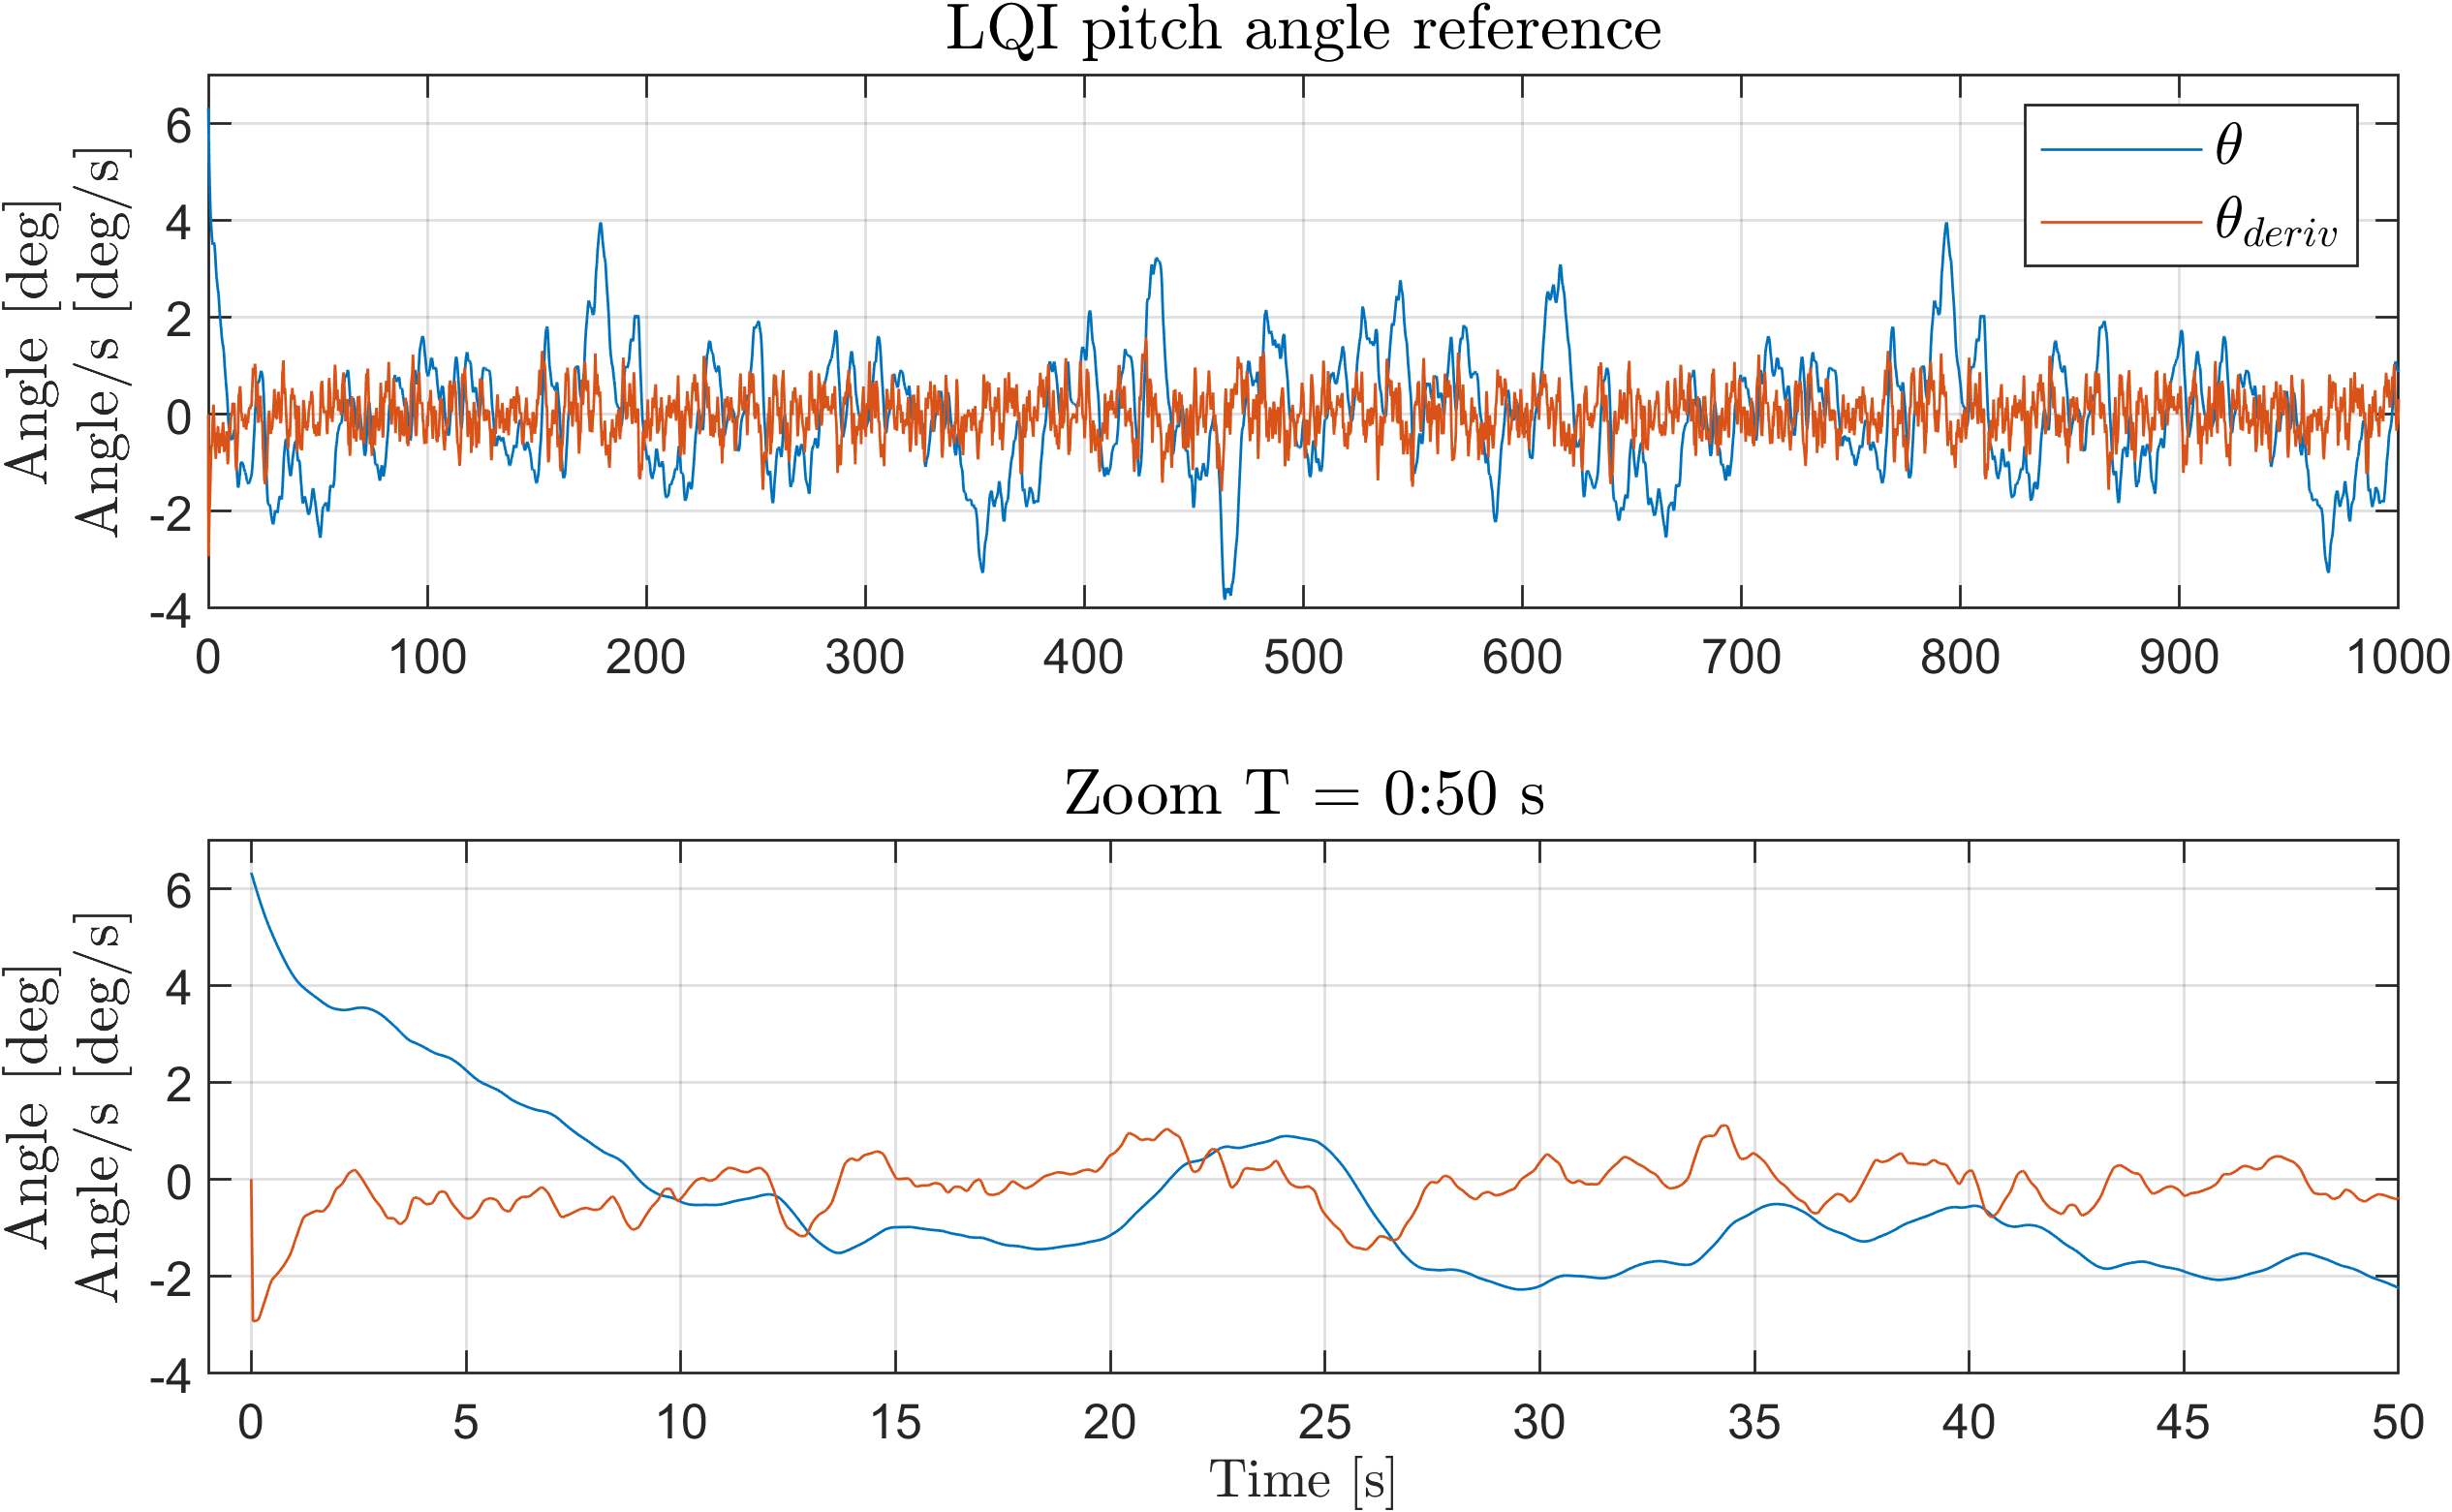 LQI pitch angle reference
Angle [deg]
Angle/s [deg/s]
6
4
2
0
-2
-4
θ
θderiv
0 100 200 300 400 500 600 700 800 900 1000
Zoom T = 0:50 s
Angle [deg]
Angle/s [deg/s]
6
4
2
0
-2
-4
0 5 10 15 20 25 30 35 40 45 50
Time [s]